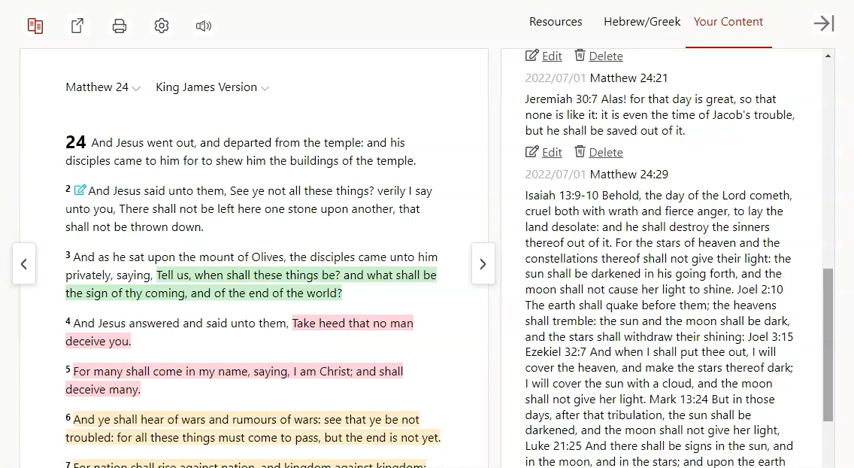 Resources Hebrew/Greek Your Content
Matthew 24 King James Version
24 And Jesus went out, and departed from the temple: and his
disciples came to him for to shew him the buildings of the temple.
2 And Jesus said unto them, See ye not all these things? verily I say
unto you, There shall not be left here one stone upon another, that
shall not be thrown down.
3 And as he sat upon the mount of Olives, the disciples came unto him
privately, saying, Tell us, when shall these things be? and what shall be
the sign of thy coming, and of the end of the world?
4 And Jesus answered and said unto them, Take heed that no man
deceive you.
5 For many shall come in my name, saying, I am Christ; and shall
deceive many.
6 And ye shall hear of wars and rumours of wars: see that ye be not
troubled: for all these things must come to pass, but the end is not yet.
7 For nation shall rise against nation, and kingdom against kingdom:
Edit Delete
2022/07/01 Matthew 24:21
Jeremiah 30:7 Alas! for that day is great, so that
none is like it: it is even the time of Jacob's trouble,
but he shall be saved out of it.
Edit Delete
2022/07/01 Matthew 24:29
Isaiah 13:9-10 Behold, the day of the Lord cometh,
cruel both with wrath and fierce anger, to lay the
land desolate: and he shall destroy the sinners
thereof out of it. For the stars of heaven and the
constellations thereof shall not give their light: the
sun shall be darkened in his going forth, and the
moon shall not cause her light to shine. Joel 2:10
The earth shall quake before them; the heavens
shall tremble: the sun and the moon shall be dark,
and the stars shall withdraw their shining: Joel 3:15
Ezekiel 32:7 And when I shall put thee out, I will
cover the heaven, and make the stars thereof dark;
I will cover the sun with a cloud, and the moon
shall not give her light. Mark 13:24 But in those
days, after that tribulation, the sun shall be
darkened, and the moon shall not give her light,
Luke 21:25 And there shall be signs in the sun, and
in the moon, and in the stars; and upon the earth